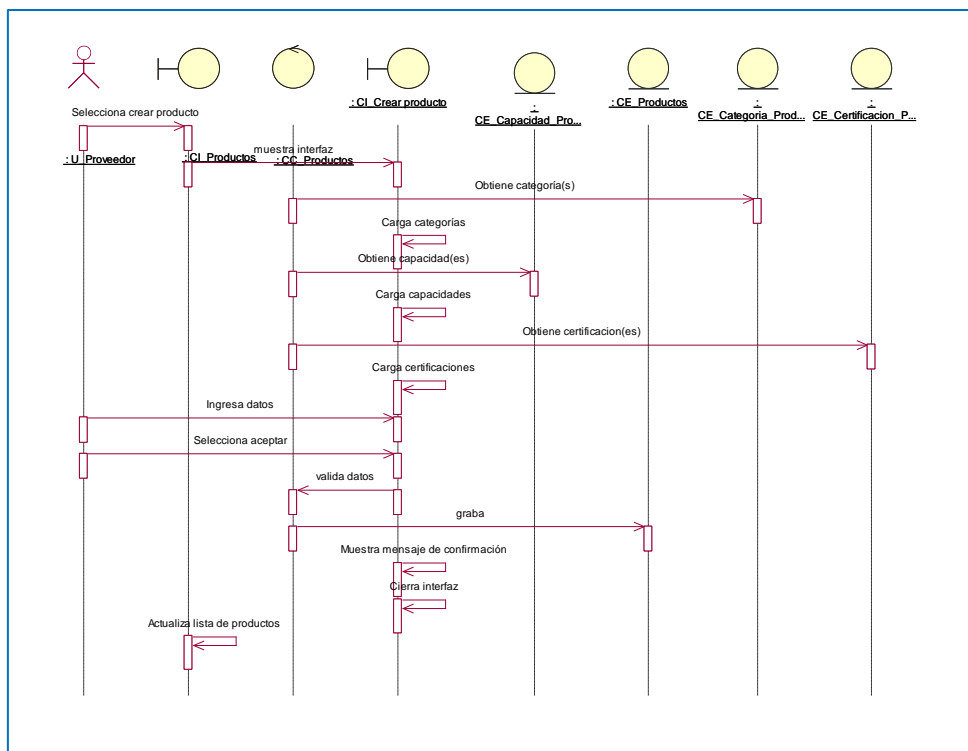 : CI_Crear producto
: CE_Productos
:
CE_Capacidad_Pro...
:
CE_Categoria_Prod...
:
CE_Certificacion_P...
Selecciona crear producto
: U_Proveedor
: CI_Productos
: CC_Productos
muestra interfaz
Obtiene categoría(s)
Carga categorías
Obtiene capacidad(es)
Carga capacidades
Obtiene certificacion(es)
Carga certificaciones
Ingresa datos
Selecciona aceptar
valida datos
graba
Muestra mensaje de confirmación
Cierra interfaz
Actualiza lista de productos